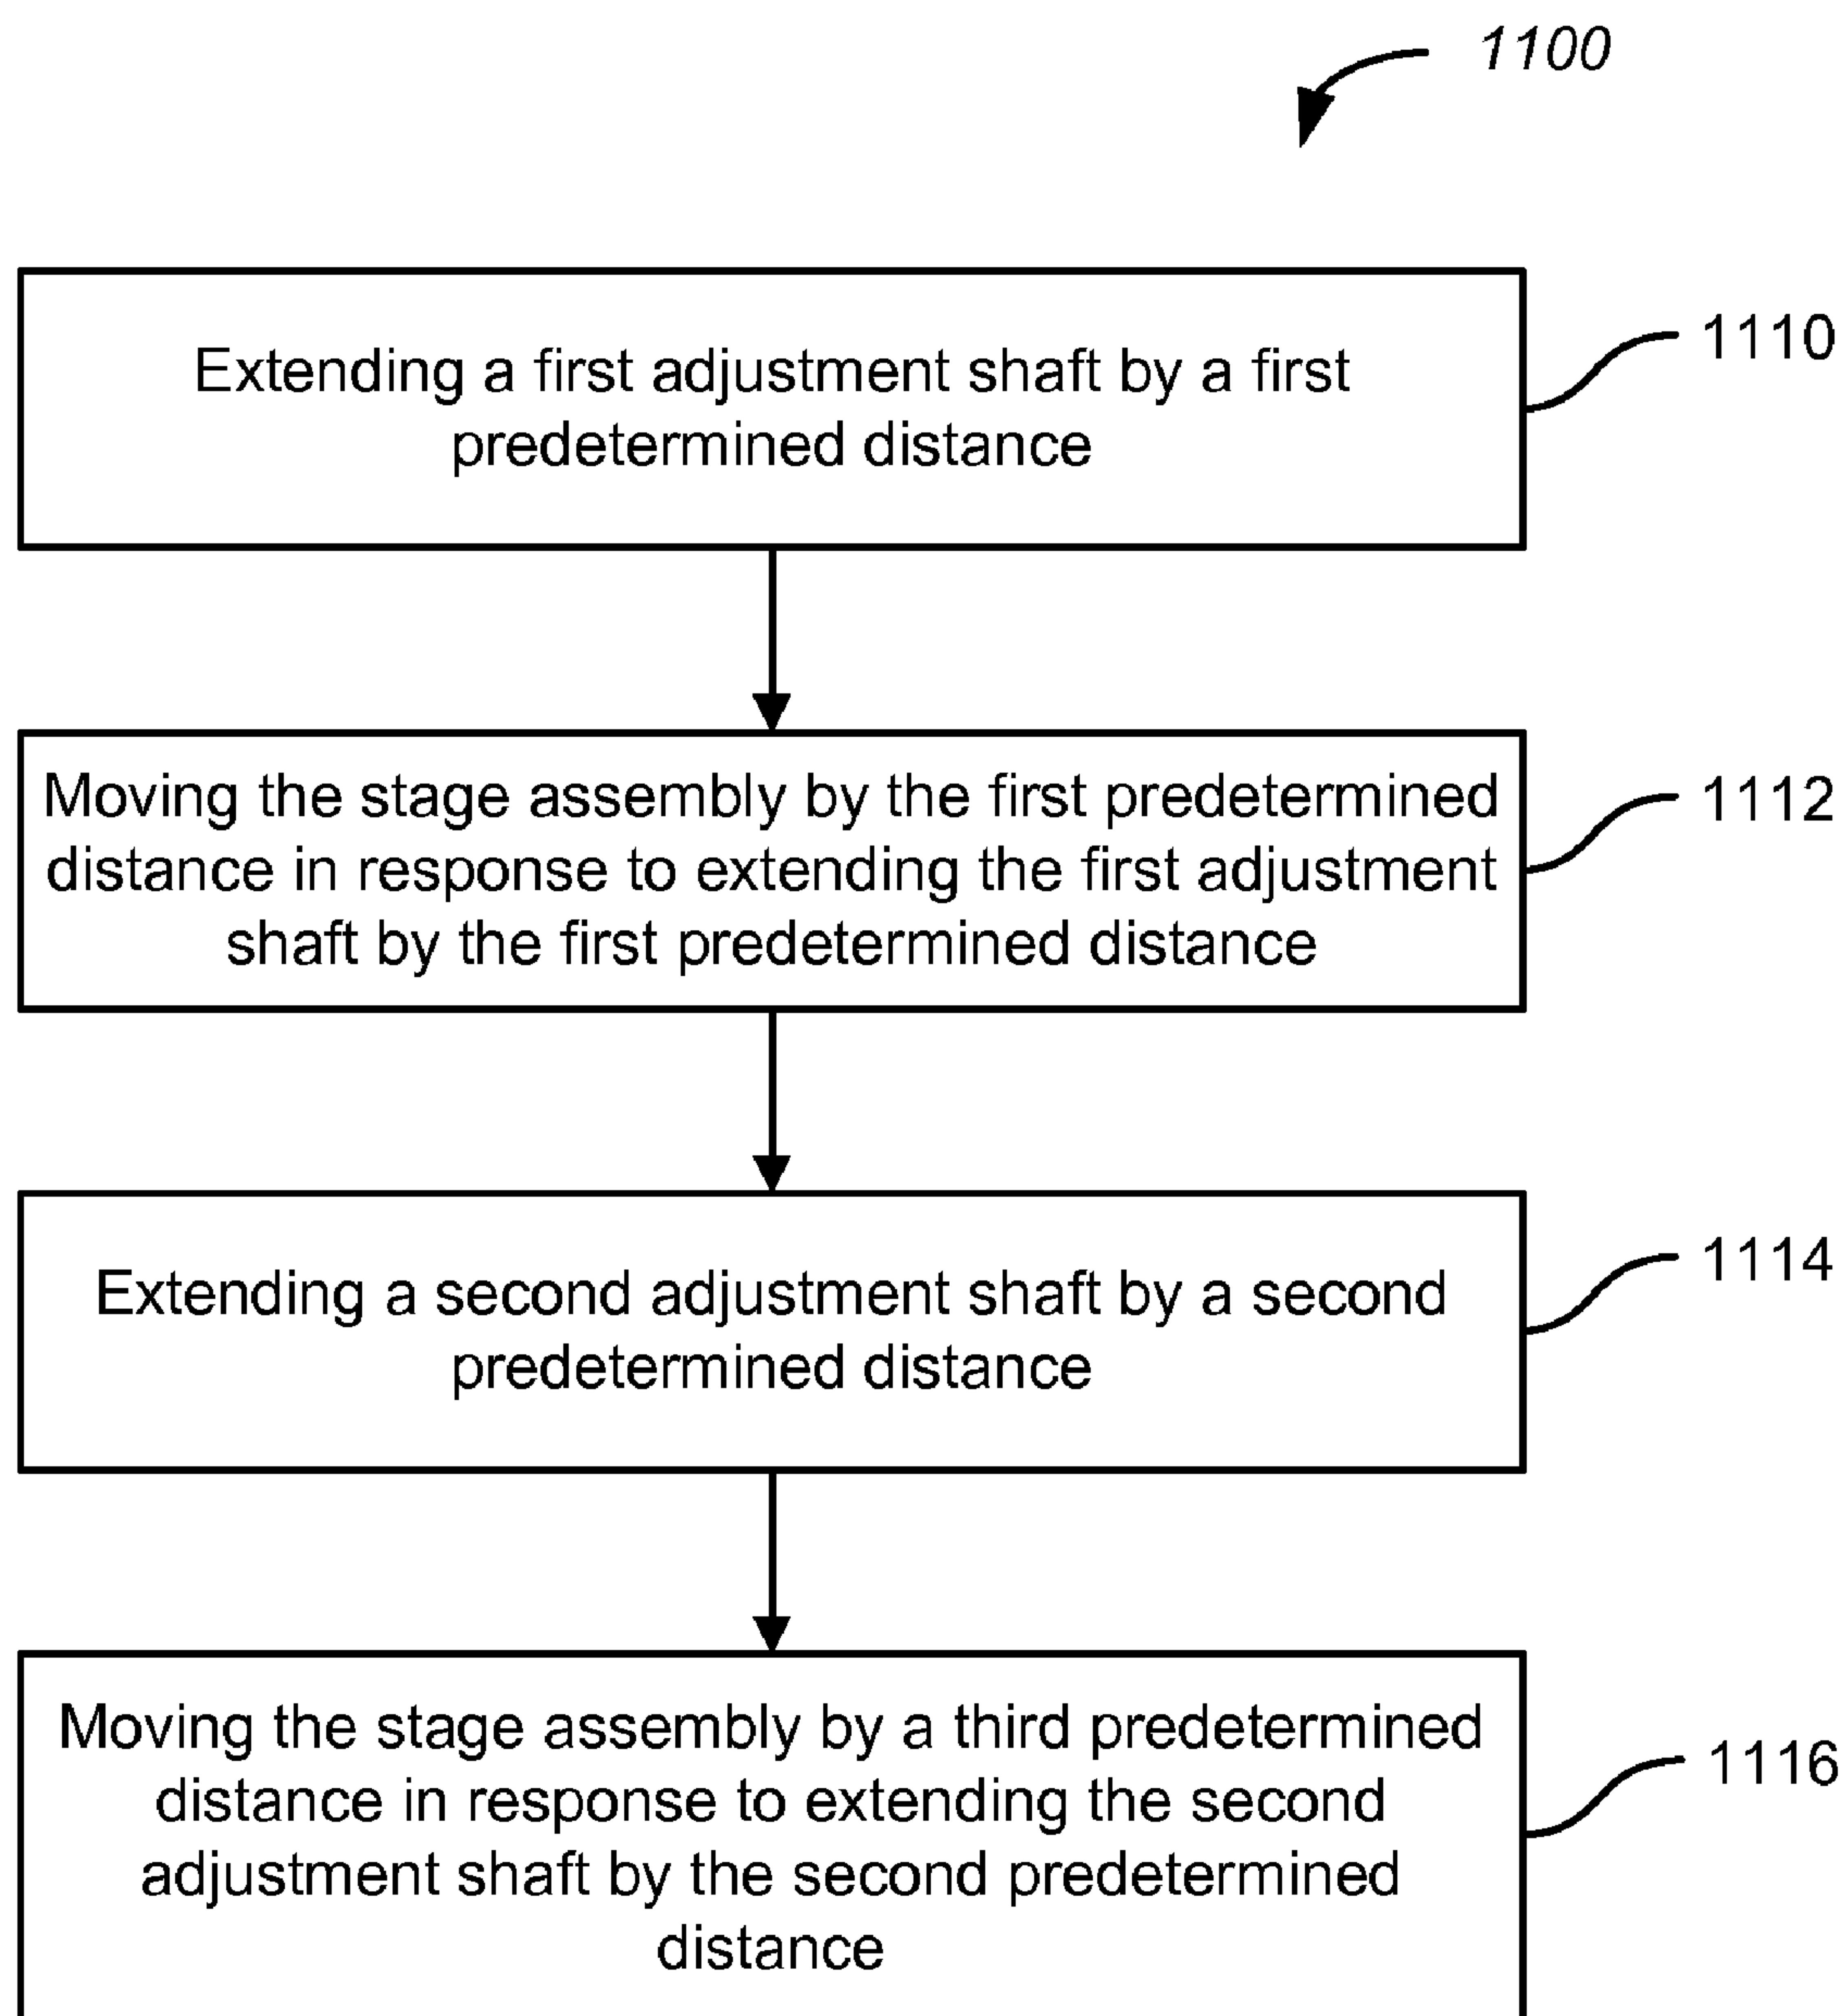 1100
Extending a first adjustment shaft by a first
predetermined distance
1110
Moving the stage assembly by the first predetermined
distance in response to extending the first adjustment
shaft by the first predetermined distance
1112
Extending a second adjustment shaft by a second
predetermined distance
1114
Moving the stage assembly by a third predetermined
distance in response to extending the second
adjustment shaft by the second predetermined
distance
1116